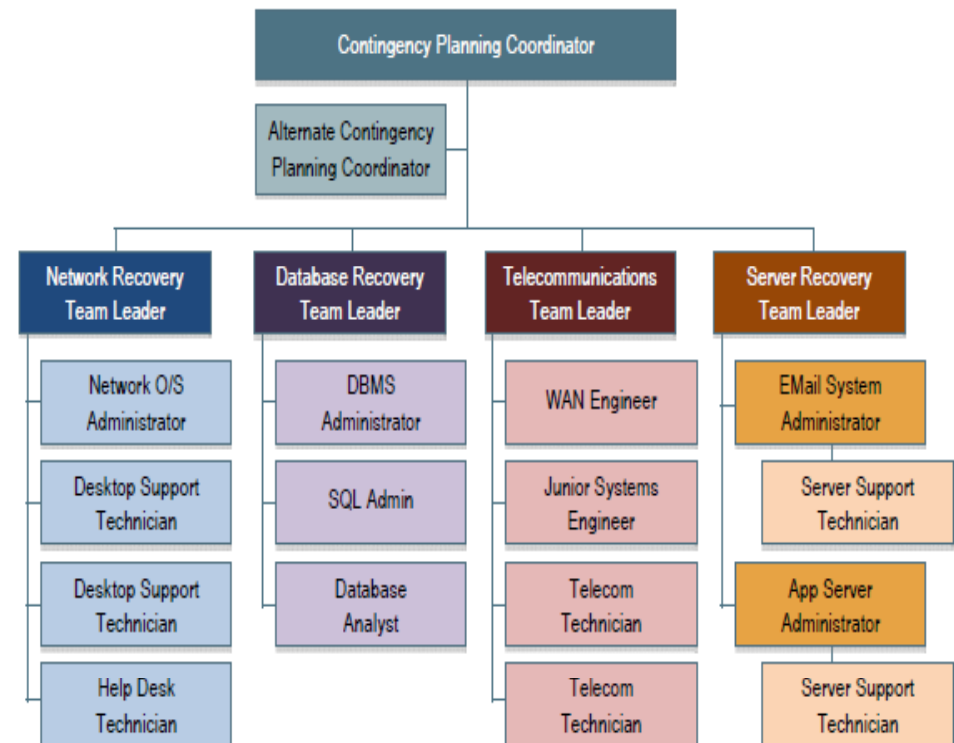 Contingency Planning Coordinator
Alternate Contingency
Planning Coordinator
Network Recovery
Team Leader
Network O/S
Administrator
Desktop Support
Technician
Desktop Support
Technician
Help Desk
Technician
Database Recovery
Team Leader
DBMS
Administrator
SQL Admin
Database
Analyst
Telecommunications
Team Leader
WAN Engineer
Junior Systems
Engineer
Telecom
Technician
Telecom
Technician
Server Recovery
Team Leader
EMail System
Administrator
Server Support
Technician
App Server
Administrator
Server Support
Technician